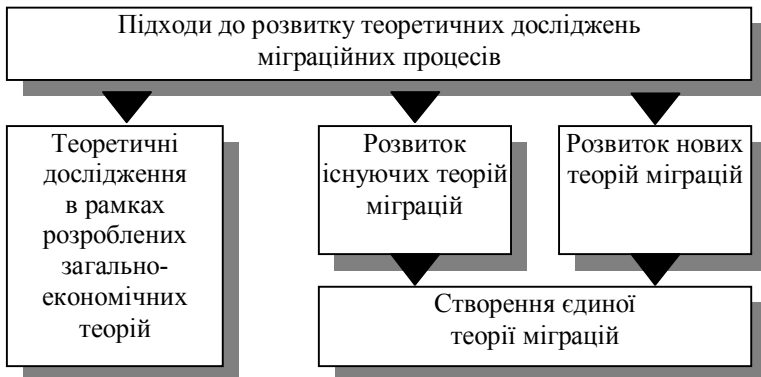 Підходи до розвитку теоретичних досліджень
міграційних процесів
Теоретичні
дослідження
в рамках
розроблених
загально-
економічних
теорій
Розвиток
існуючих теорій
міграцій
Розвиток нових
теорій міграцій
Створення єдиної
теорії міграцій